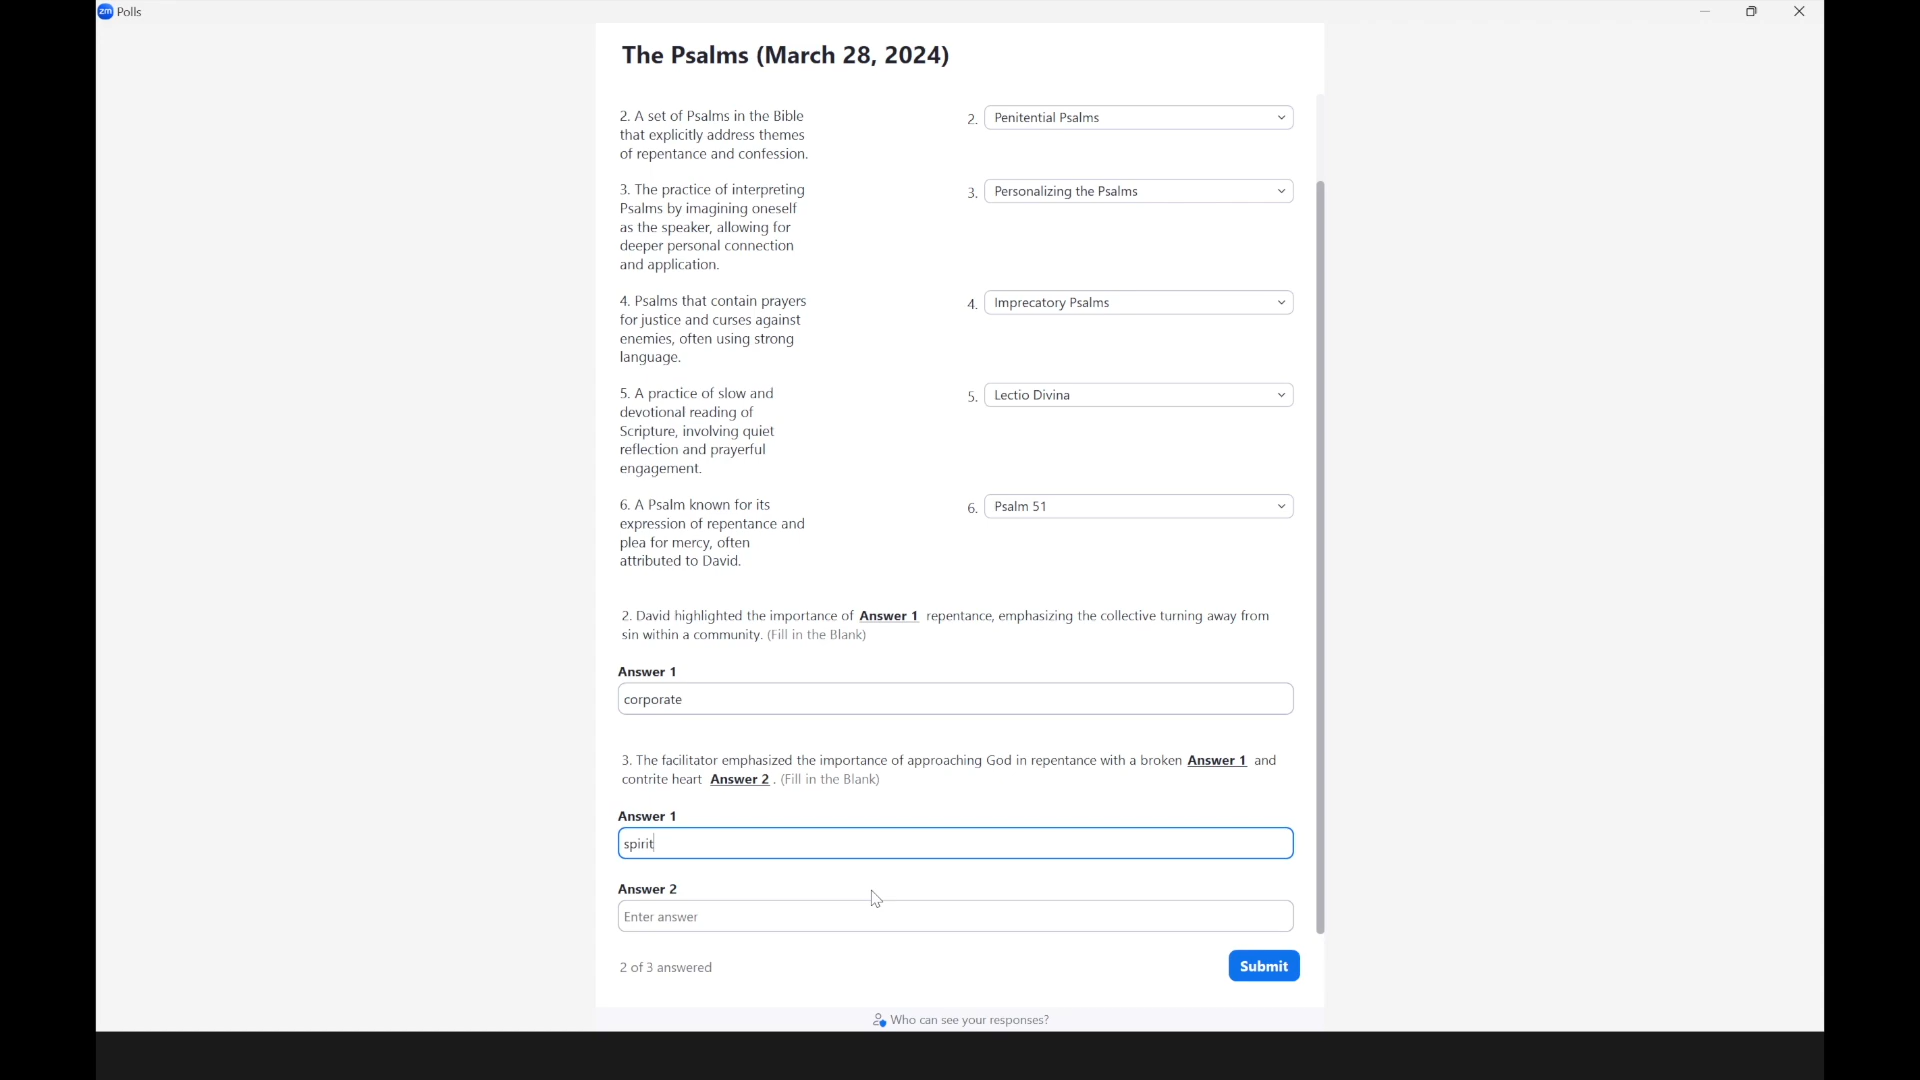 zm Polls
The Psalms (March 28, 2024)
2. A set of Psalms in the Bible
that explicitly address themes
of repentance and confession.
2. Penitential Psalms
3. The practice of interpreting
Psalms by imagining oneself
as the speaker, allowing for
deeper personal connection
and application.
3. Personalizing the Psalms
4. Psalms that contain prayers
for justice and curses against
enemies, often using strong
language.
4. Imprecatory Psalms
5. A practice of slow and
devotional reading of
Scripture, involving quiet
reflection and prayerful
engagement.
5. Lectio Divina
6. A Psalm known for its
expression of repentance and
plea for mercy, often
attributed to David.
6. Psalm 51
2. David highlighted the importance of Answer 1 repentance, emphasizing the collective turning away from
sin within a community. (Fill in the Blank)
Answer 1
corporate
3. The facilitator emphasized the importance of approaching God in repentance with a broken Answer 1 and
contrite heart Answer 2 . (Fill in the Blank)
Answer 1
spirit
Answer 2
Enter answer
2 of 3 answered
Submit
Who can see your responses?